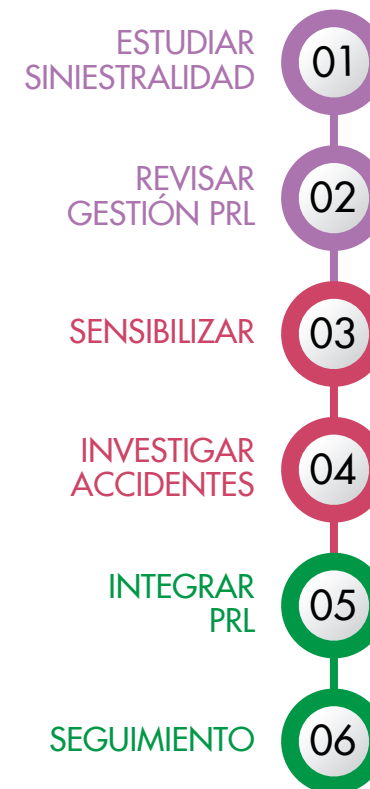 ESTUDIAR
SINIESTRALIDAD
01
REVISAR
GESTIÓN PRL
02
SENSIBILIZAR
03
INVESTIGAR
ACCIDENTES
04
INTEGRAR
PRL
05
SEGUIMIENTO
06